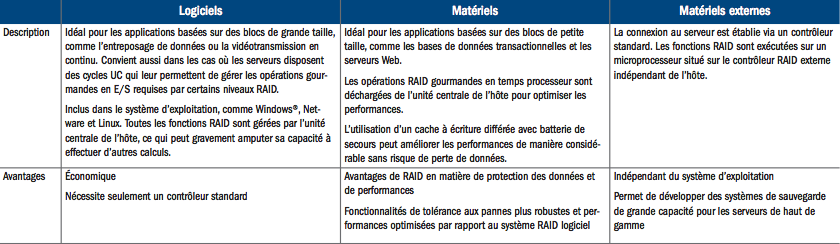 Logiciels
Matériels
Matériels externes
Description
Idéal pour les applications basées sur des blocs de grande taille,
comme l'entreposage de données ou la vidéotransmission en
continu. Convient aussi dans les cas où les serveurs disposent
des cycles UC qui leur permettent de gérer les opérations gour-
mandes en E/S requises par certains niveaux RAID.
Inclus dans le système d'exploitation, comme Windows®, Net-
ware et Linux. Toutes les fonctions RAID sont gérées par l'unité
centrale de l'hôte, ce qui peut gravement amputer sa capacité à
effectuer d'autres calculs.
Idéal pour les applications basées sur des blocs de petite
taille, comme les bases de données transactionnelles et les
serveurs Web.
Les opérations RAID gourmandes en temps processeur sont
déchargées de l'unité centrale de l'hôte pour optimiser les
performances.
L'utilisation d'un cache à écriture différée avec batterie de
secours peut améliorer les performances de manière considé-
rable sans risque de perte de données.
La connexion au serveur est établie via un contrôleur
standard. Les fonctions RAID sont exécutées sur un
microprocesseur situé sur le contrôleur RAID externe
indépendant de l'hôte.
Avantages
Économique
Nécessite seulement un contrôleur standard
Avantages de RAID en matière de protection des données et
de performances
Fonctionnalités de tolérance aux pannes plus robustes et per-
formances optimisées par rapport au système RAID logiciel
Indépendant du système d'exploitation
Permet de développer des systèmes de sauvegarde
de grande capacité pour les serveurs de haut de
gamme